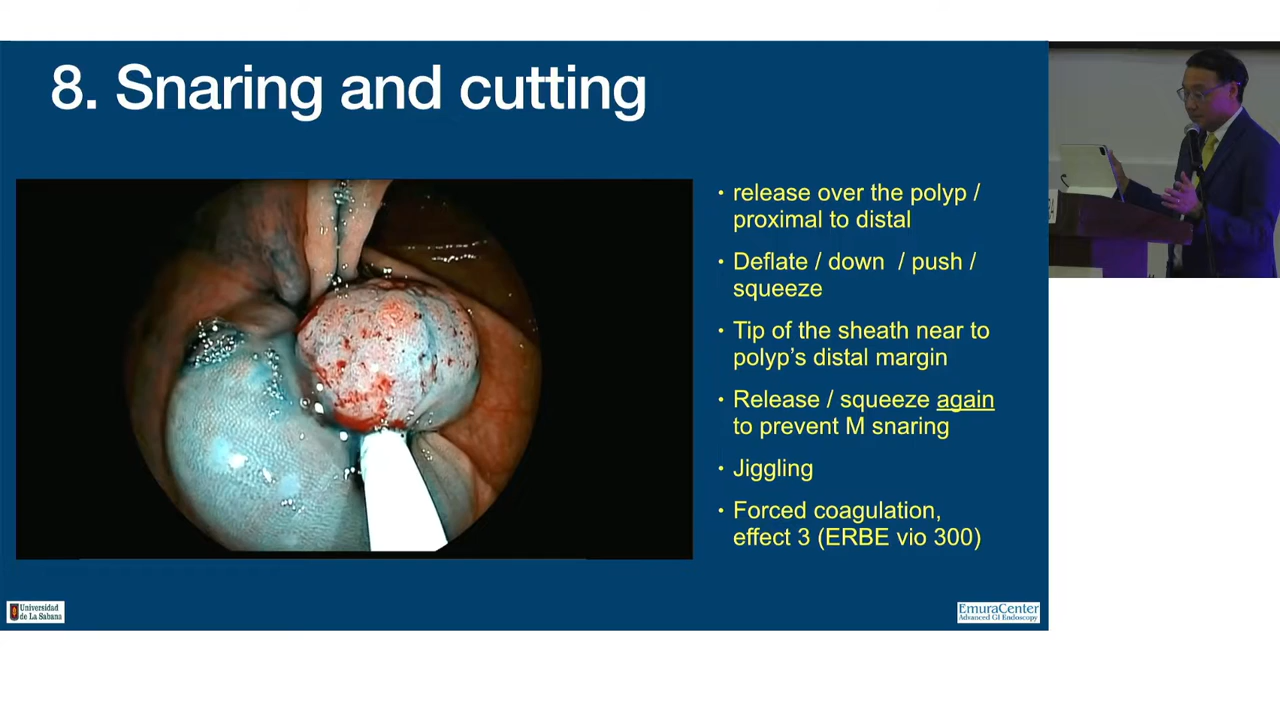 8. Snaring and cutting
• release over the polyp /
proximal to distal
• Deflate / down / push /
squeeze
• Tip of the sheath near to
polyp's distal margin
• Release / squeeze again
to prevent M snaring
• Jiggling
• Forced coagulation,
effect 3 (ERBE vio 300)
Universidad
de La Sabana
EmuraCenter
Advanced GI Endoscopy